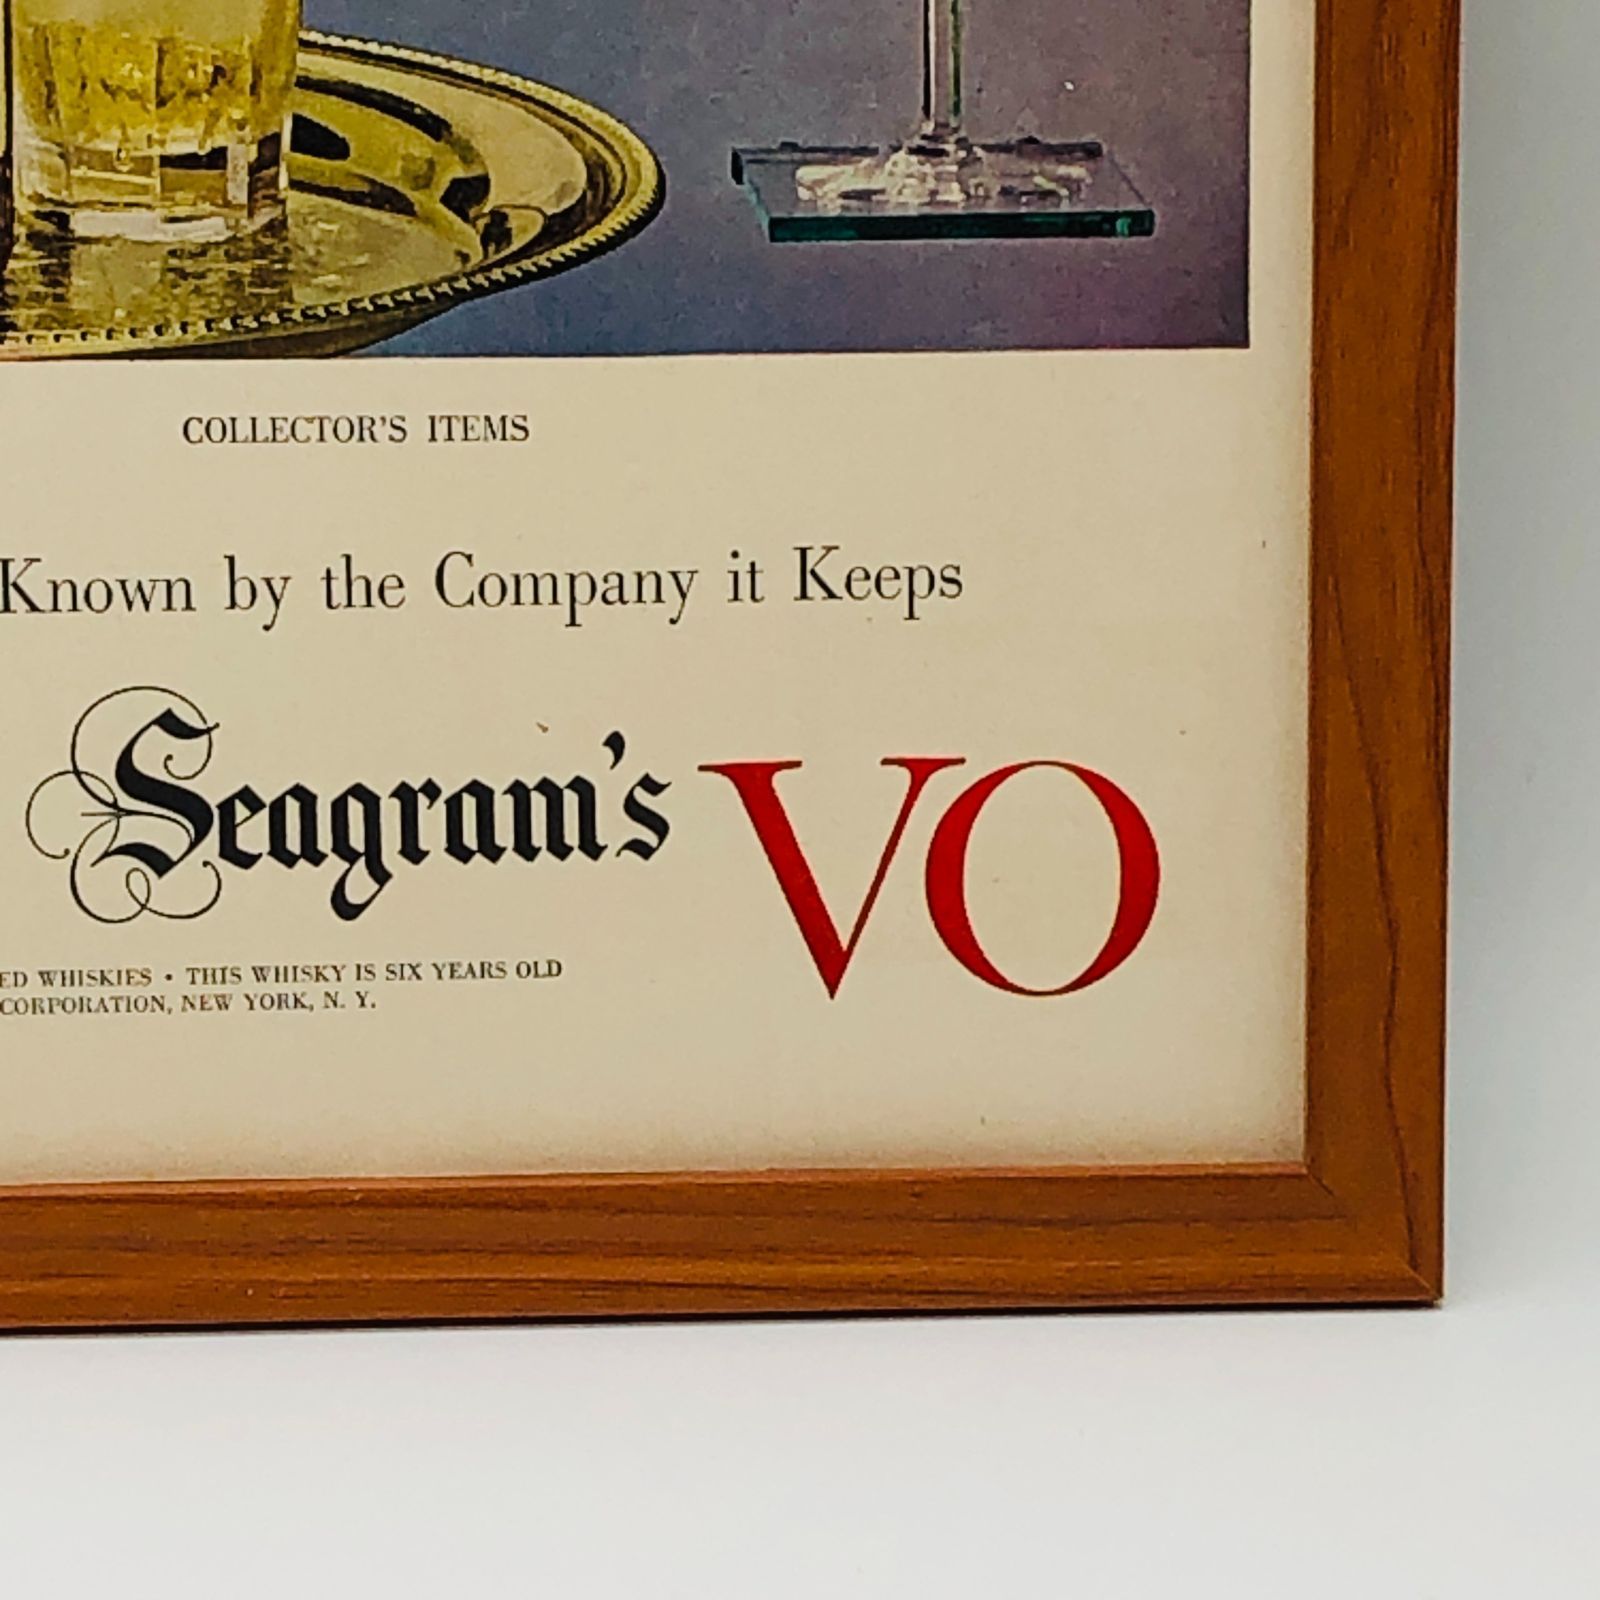 COLLECTOR'S ITEMS
Known by the Company it Keeps
Seagram's VO
WHISKIES • THIS WHISKY IS SIX YEARS OLD
CORPORATION, NEW YORK, N. Y.